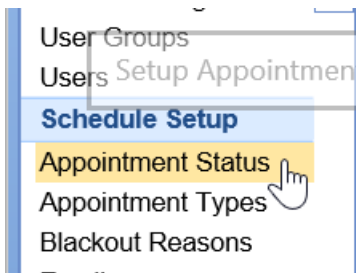 User Groups
Users
Setup Appointmen
Schedule Setup
Appointment Status
Appointment Types
Blackout Reasons